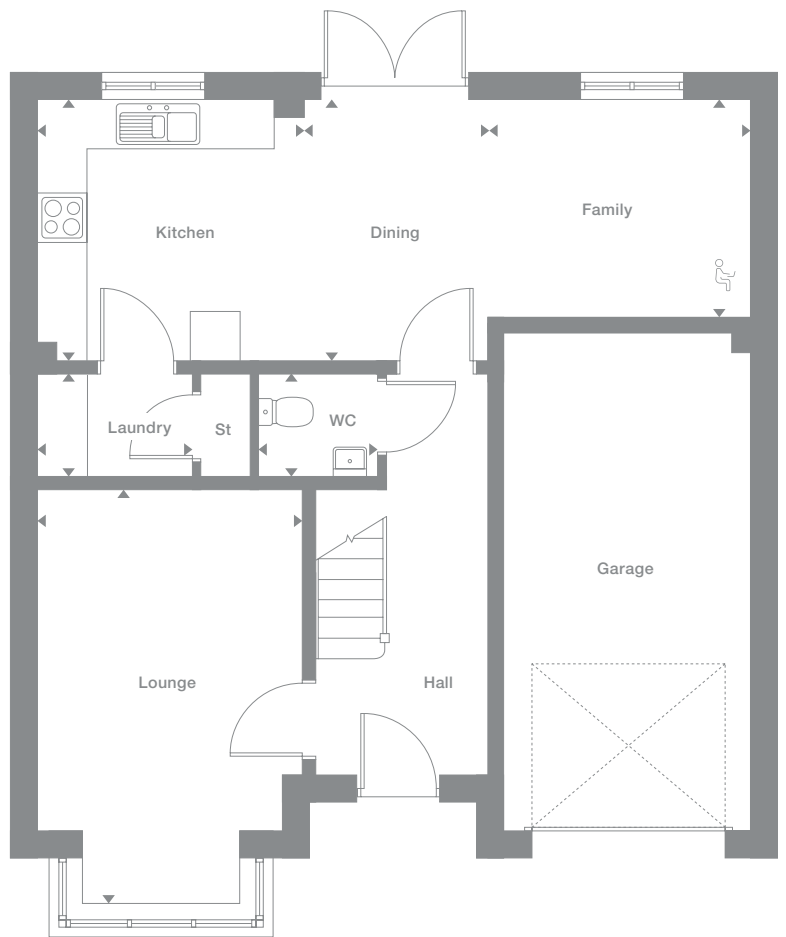 Family
Kitchen
Dining
Laundry
St
WC
Garage
Lounge
Hall